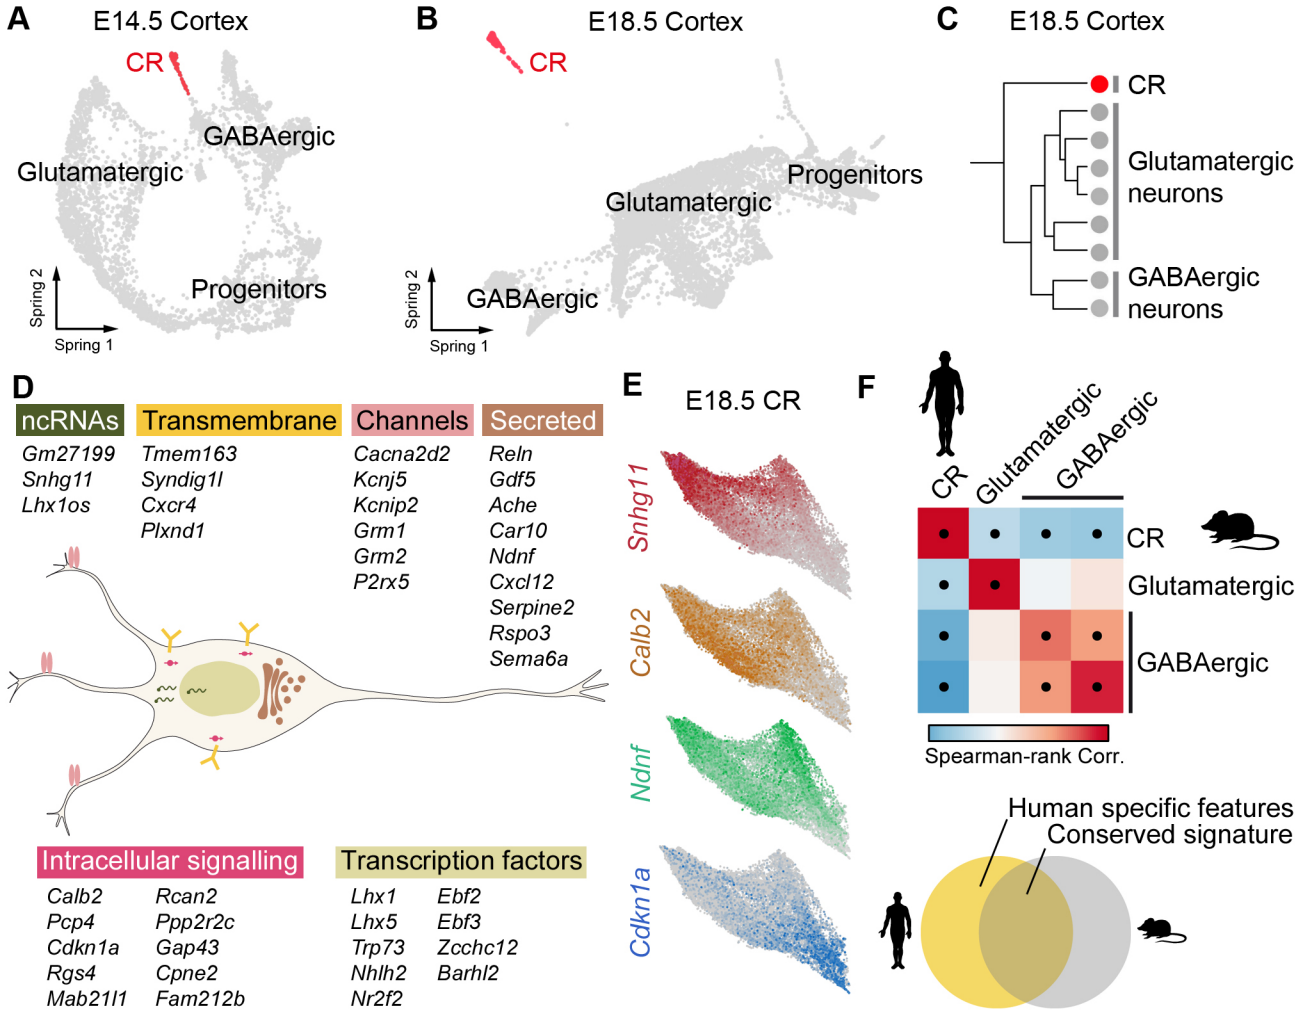 A
E14.5 Cortex
CR
GABAergic
Glutamatergic
Progenitors
Spring 2
Spring 1
B
E18.5 Cortex
CR
Progenitors
Glutamatergic
GABAergic
Spring 2
Spring 1
C
E18.5 Cortex
CR
Glutamatergic
neurons
GABAergic
neurons
D
ncRNAs
Gm27199
Snhg11
Lhx1os
Transmembrane
Tmem163
Syndig1l
Cxcr4
Plxnd1
Channels
Cacna2d2
Kcnj5
Kcnip2
Grm1
Grm2
P2rx5
Secreted
Reln
Gdf5
Ache
Car10
Ndnf
Cxcl12
Serpine2
Rspo3
Sema6a
Intracellular signalling
Calb2
Pcp4
Cdkn1a
Rgs4
Mab21l1
Rcan2
Ppp2r2c
Gap43
Cpne2
Fam212b
Transcription factors
Lhx1
Lhx5
Trp73
Nhlh2
Nr2f2
Ebf2
Ebf3
Zcchc12
Barhl2
E
E18.5 CR
Snhg11
Calb2
Ndnf
Cdkn1a
F
CR
Glutamatergic
GABAergic
CR
Glutamatergic
GABAergic
Spearman-rank Corr.
Human specific features
Conserved signature